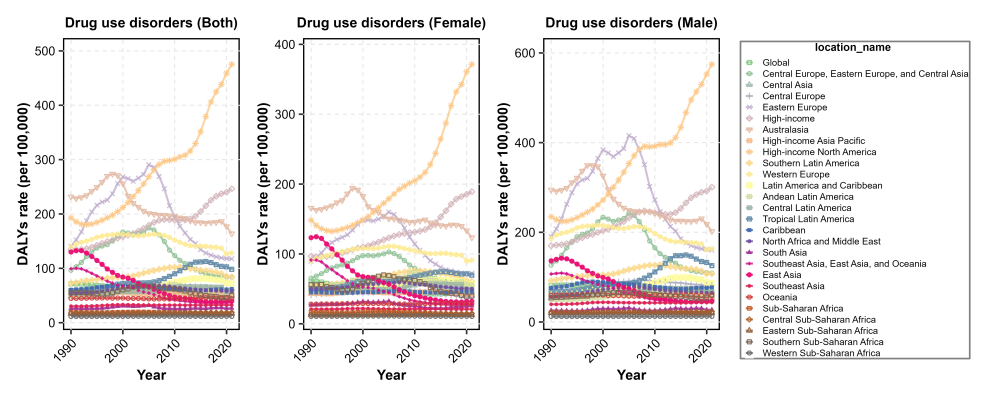 Drug use disorders (Both)
DALYs rate (per 100,000)
500
400
300
200
100
0
1990
2000
2010
2020
Year
Drug use disorders (Female)
DALYs rate (per 100,000)
400
300
200
100
0
1990
2000
2010
2020
Year
Drug use disorders (Male)
DALYs rate (per 100,000)
600
400
200
0
1990
2000
2010
2020
Year
location_name
Global
Central Europe, Eastern Europe, and Central Asia
Central Asia
Central Europe
Eastern Europe
High-income
Australasia
High-income Asia Pacific
High-income North America
Southern Latin America
Western Europe
Latin America and Caribbean
Andean Latin America
Central Latin America
Tropical Latin America
Caribbean
North Africa and Middle East
South Asia
Southeast Asia, East Asia, and Oceania
East Asia
Southeast Asia
Oceania
Sub-Saharan Africa
Central Sub-Saharan Africa
Eastern Sub-Saharan Africa
Southern Sub-Saharan Africa
Western Sub-Saharan Africa